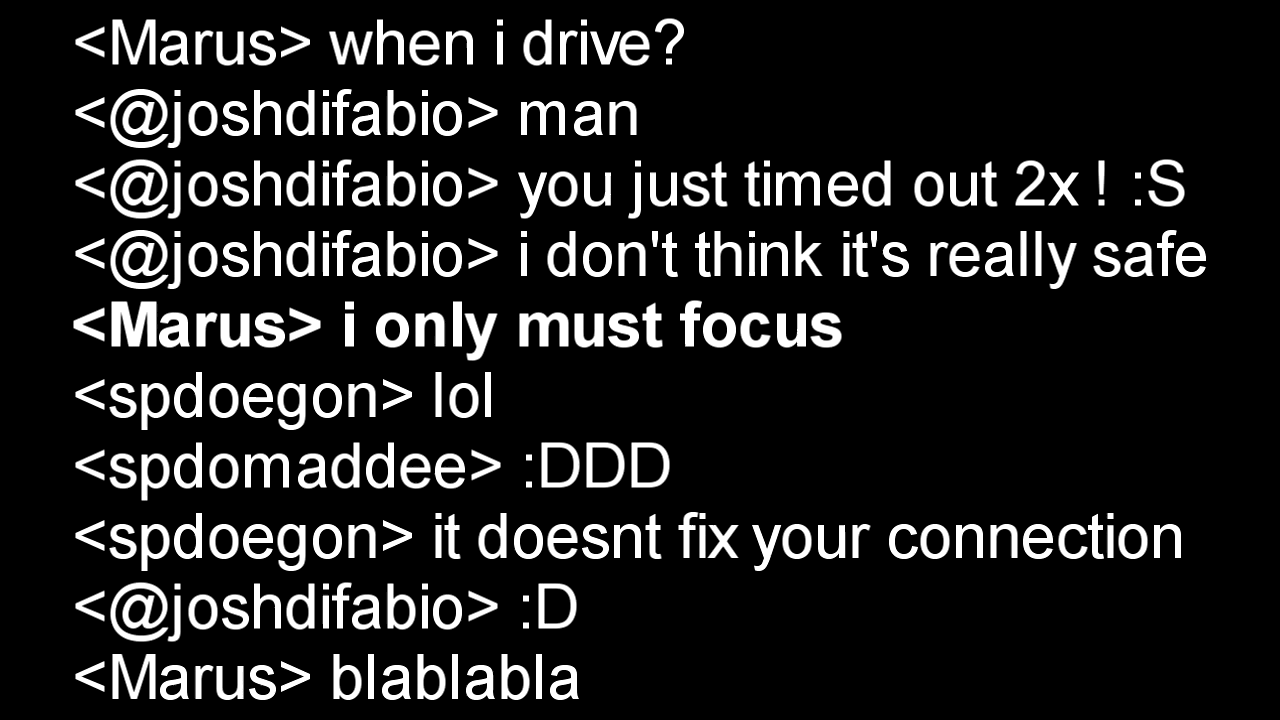 <Marus> when i drive?
<@joshdifabio> man
<@joshdifabio> you just timed out 2x ! :S
<@joshdifabio> i don't think it's really safe
<Marus> i only must focus
<spdoegon> lol
<spdomaddee> :DDD
<spdoegon> it doesnt fix your connection
<@joshdifabio> :D
<Marus> blablabla